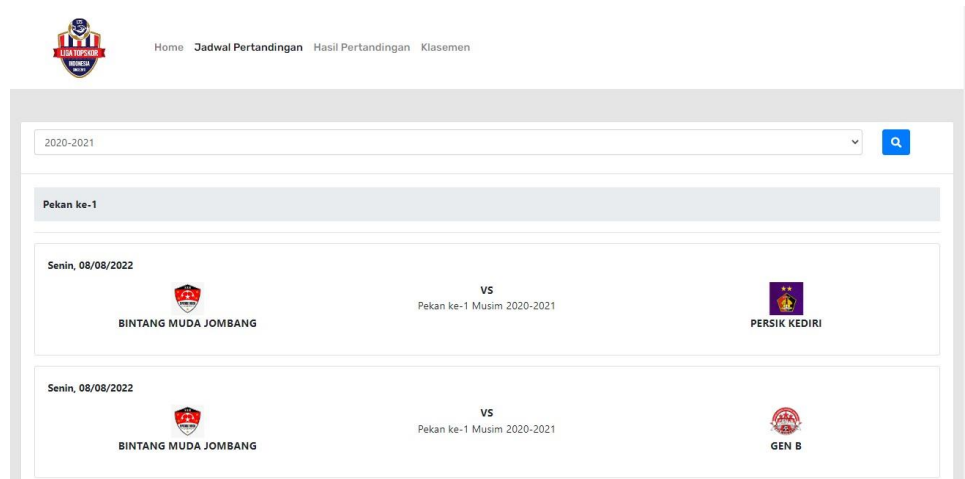 LIGA TOPSKOR
INDONESIA
Home Jadwal Pertandingan Hasil Pertandingan Klasemen
2020-2021
Pekan ke-1
Senin, 08/08/2022
VS
Pekan ke-1 Musim 2020-2021
BINTANG MUDA JOMBANG
PERSIK KEDIRI
Senin, 08/08/2022
VS
Pekan ke-1 Musim 2020-2021
BINTANG MUDA JOMBANG
GEN B